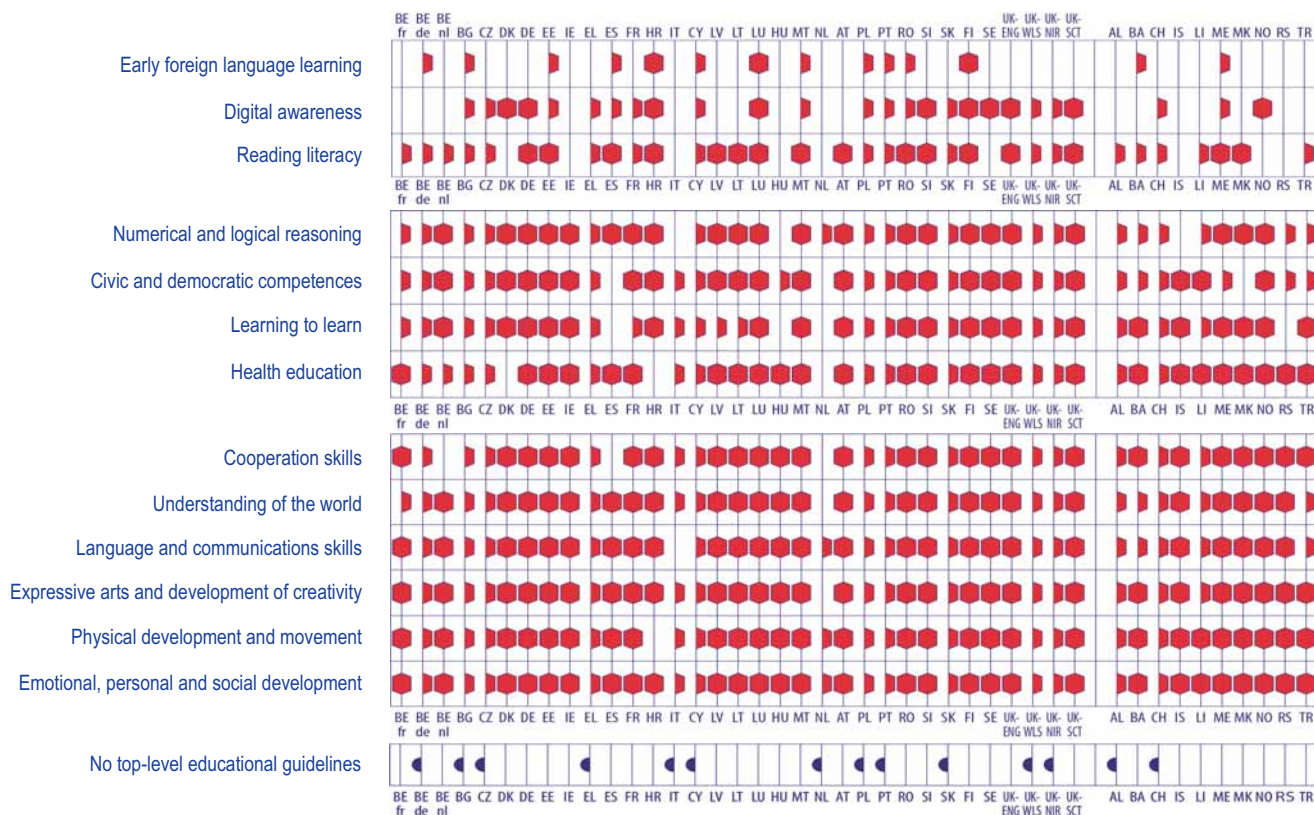 BE BE BE UK- UK- UK- UK-
fr de nl BG CZ DK DE EE IE EL ES FR HR IT CY LV LT LU HU MT NL AT PL PT RO SI SK FI SE ENG WLS NIR SCT AL BA CH IS LI ME MK NO RS TR
Early foreign language learning
Digital awareness
Reading literacy
BE BE BE BG CZ DK DE EE IE EL ES FR HR IT CY LV LT LU HU MT NL AT PL PT RO SI SK FI SE UK- UK- UK- UK- AL BA CH IS LI ME MK NO RS TR
fr de nl ENG WLS NIR SCT
Numerical and logical reasoning
Civic and democratic competences
Learning to learn
Health education
BE BE BE BG CZ DK DE EE IE EL ES FR HR IT CY LV LT LU HU MT NL AT PL PT RO SI SK FI SE UK- UK- UK- UK- AL BA CH IS LI ME MK NO RS TR
fr de nl ENG WLS NIR SCT
Cooperation skills
Understanding of the world
Language and communications skills
Expressive arts and development of creativity
Physical development and movement
Emotional, personal and social development
BE BE BE BG CZ DK DE EE IE EL ES FR HR IT CY LV LT LU HU MT NL AT PL PT RO SI SK FI SE UK- UK- UK- UK- AL BA CH IS LI ME MK NO RS TR
fr de nl ENG WLS NIR SCT
No top-level educational guidelines
BE BE BE BG CZ DK DE EE IE EL ES FR HR IT CY LV LT LU HU MT NL AT PL PT RO SI SK FI SE UK- UK- UK- UK- AL BA CH IS LI ME MK NO RS TR
fr de nl ENG WLS NIR SCT